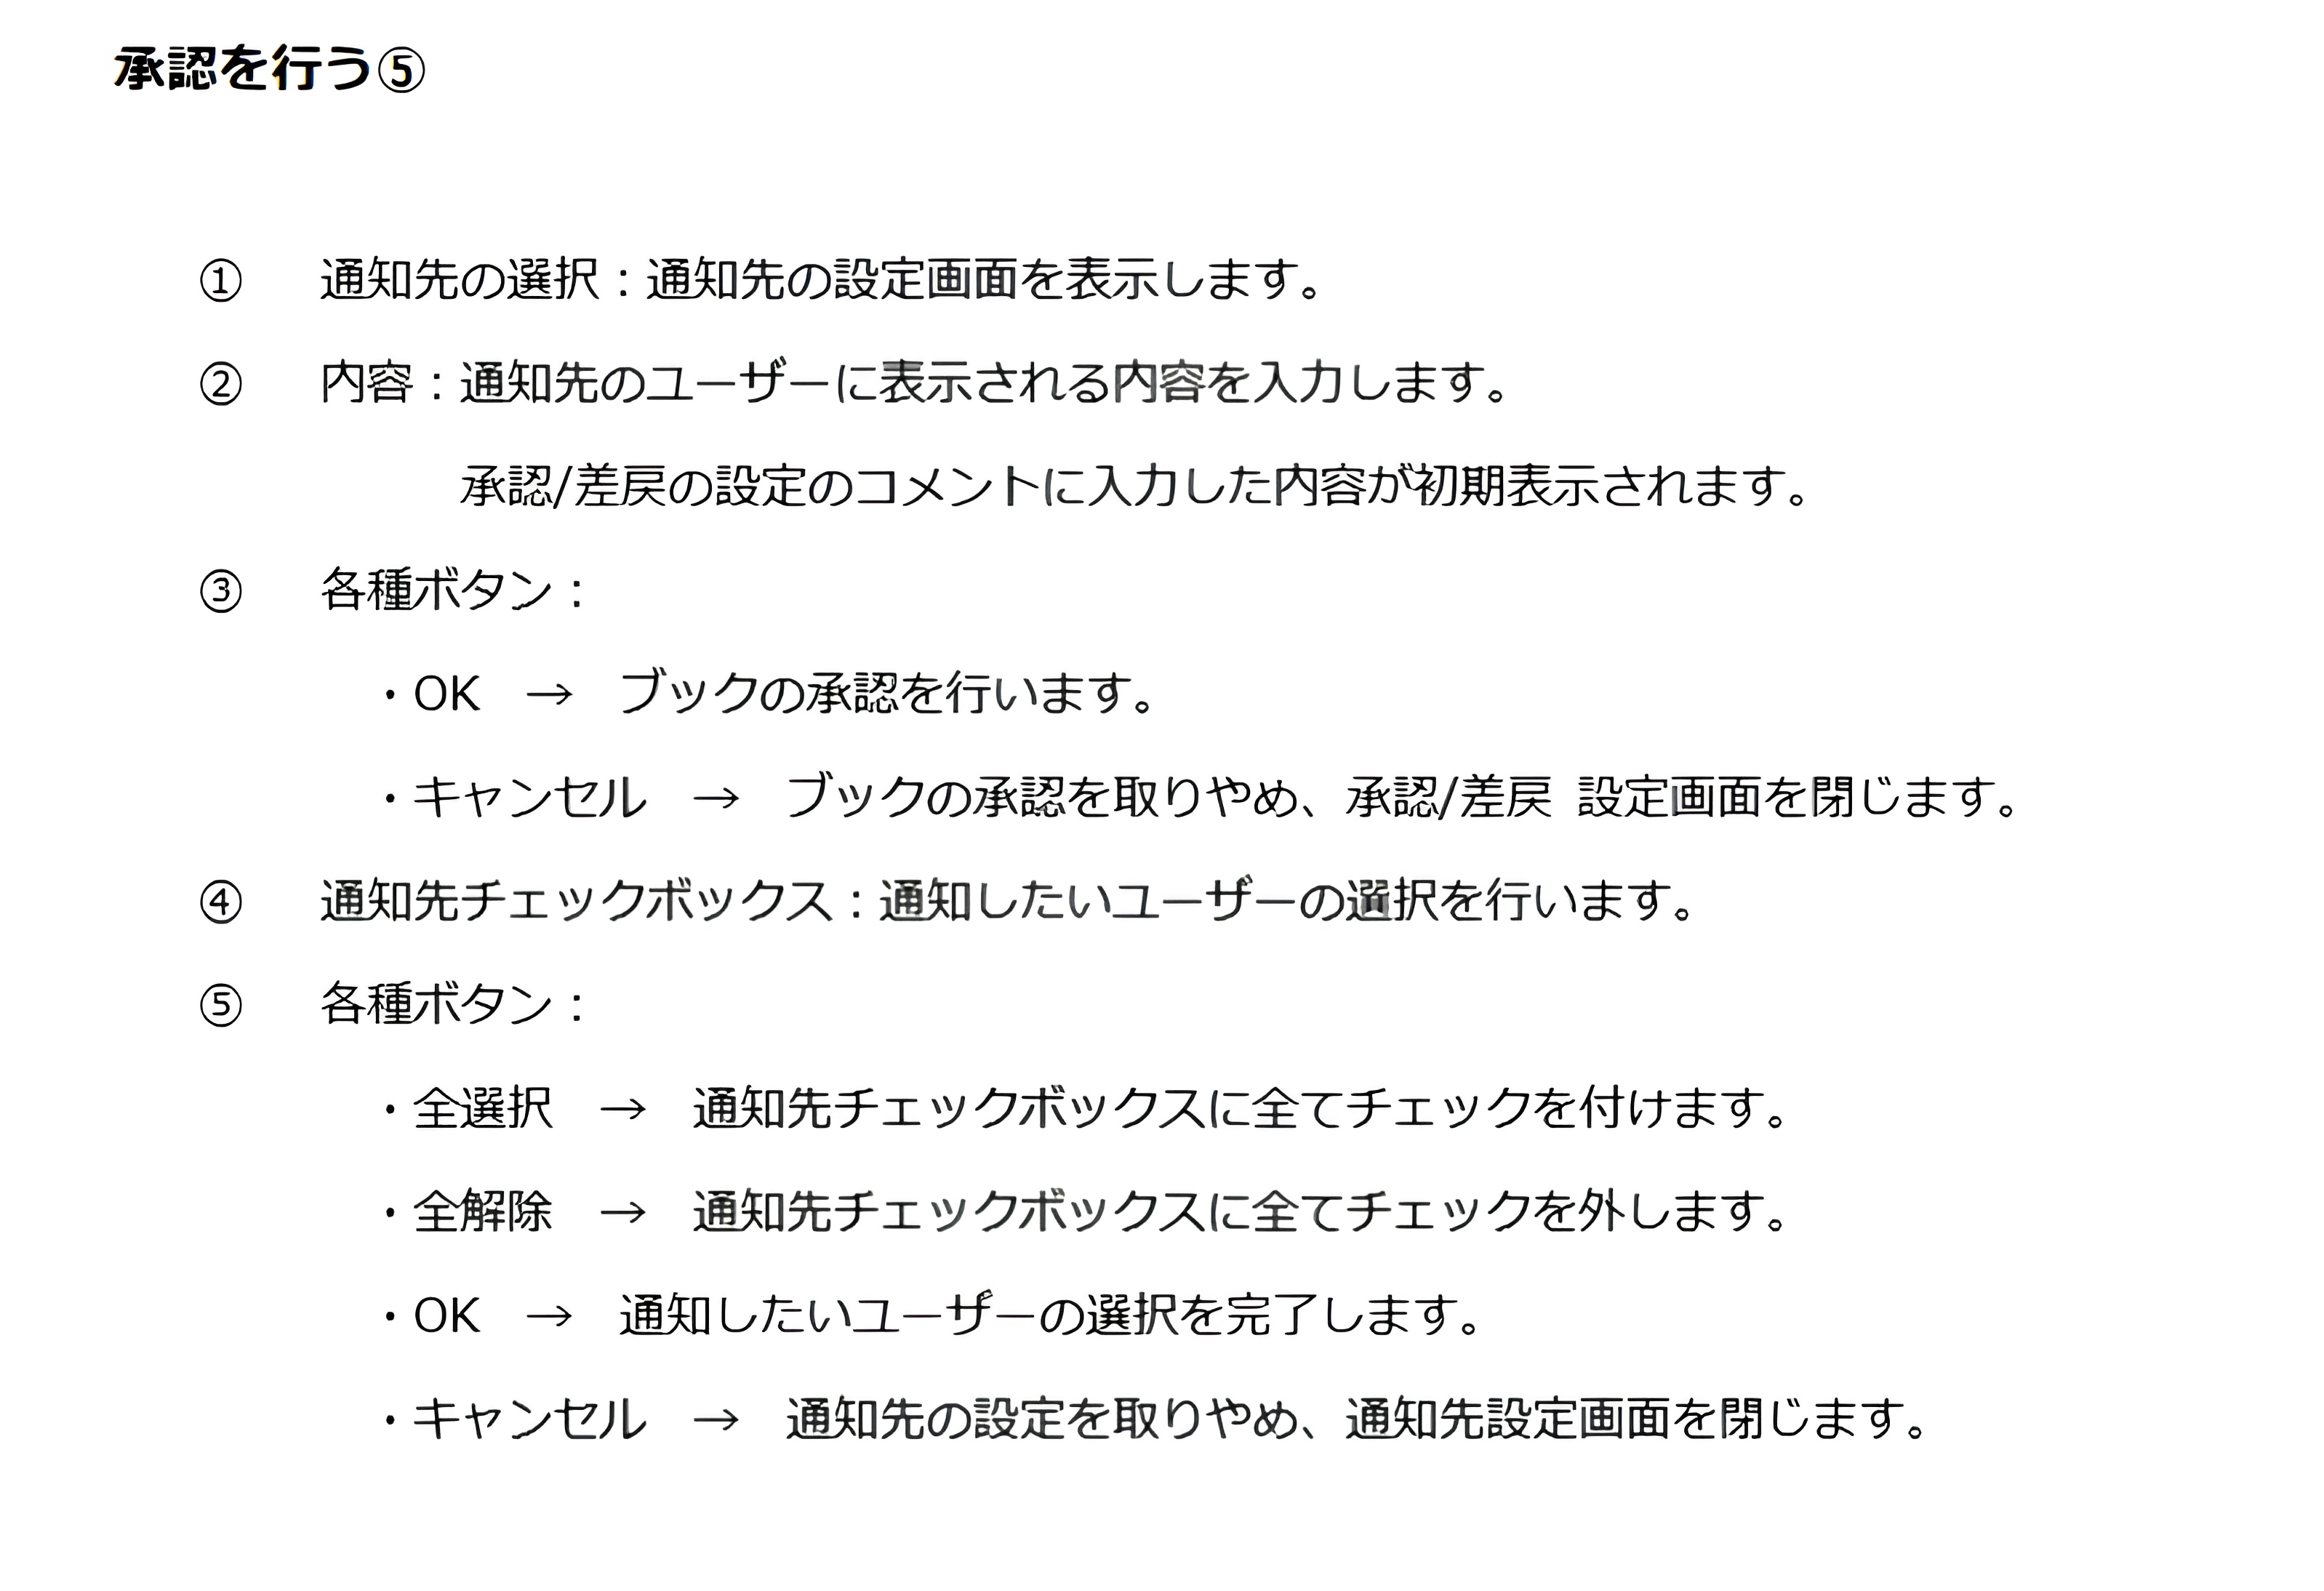 承認を行う⑤
① 通知先の選択：通知先の設定画面を表示します。
② 内容：通知先のユーザーに表示される内容を入力します。
承認/差戻の設定のコメントに入力した内容が初期表示されます。
③ 各種ボタン：
・OK → ブックの承認を行います。
・キャンセル → ブックの承認を取りやめ、承認/差戻 設定画面を閉じます。
④ 通知先チェックボックス：通知したいユーザーの選択を行います。
⑤ 各種ボタン：
・全選択 → 通知先チェックボックスに全てチェックを付けます。
・全解除 → 通知先チェックボックスに全てチェックを外します。
・OK → 通知したいユーザーの選択を完了します。
・キャンセル → 通知先の設定を取りやめ、通知先設定画面を閉じます。